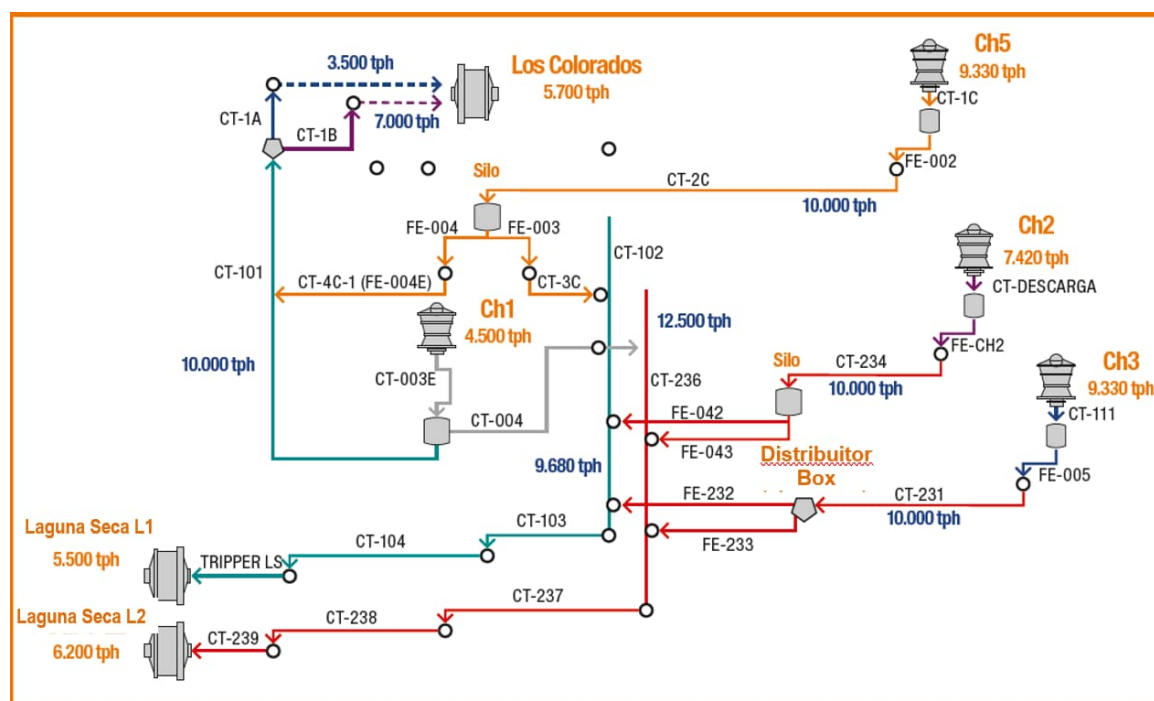 Ch5
9.330 tph
CT-1C
3.500 tph
Los Colorados
5.700 tph
CT-1A
CT-1B
7.000 tph
FE-002
Silo
CT-2C
10.000 tph
FE-004
FE-003
Ch2
7.420 tph
CT-102
CT-101
CT-4C-1 (FE-004E)
CT-3C
CT-DESCARGA
Ch1
4.500 tph
12.500 tph
FE-CH2
10.000 tph
Silo
CT-234
10.000 tph
Ch3
9.330 tph
CT-003E
CT-236
CT-111
CT-004
FE-042
FE-043
Distribuitor
Box
9.680 tph
FE-005
FE-232
CT-231
10.000 tph
Laguna Seca L1
5.500 tph
CT-103
FE-233
CT-104
TRIPPER LS
CT-237
Laguna Seca L2
6.200 tph
CT-238
CT-239